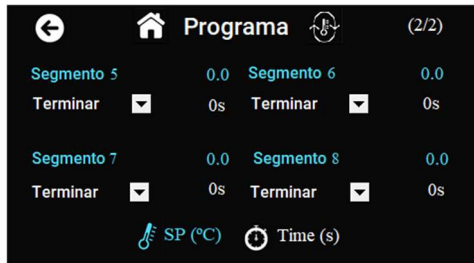 Programa (2/2)
Segmento 5 0.0 Segmento 6 0.0
Terminar 0s Terminar 0s
Segmento 7 0.0 Segmento 8 0.0
Terminar 0s Terminar 0s
SP (ºC) Time (s)